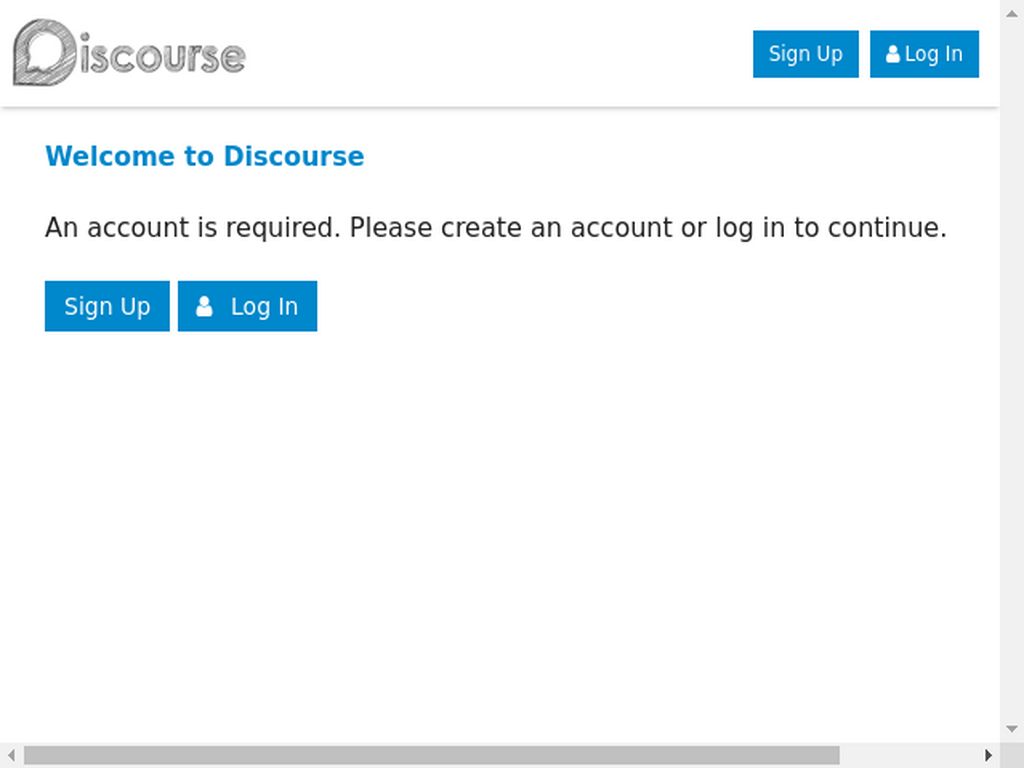 Discourse
Sign Up
Log In
Welcome to Discourse
An account is required. Please create an account or log in to continue.
Sign Up
Log In